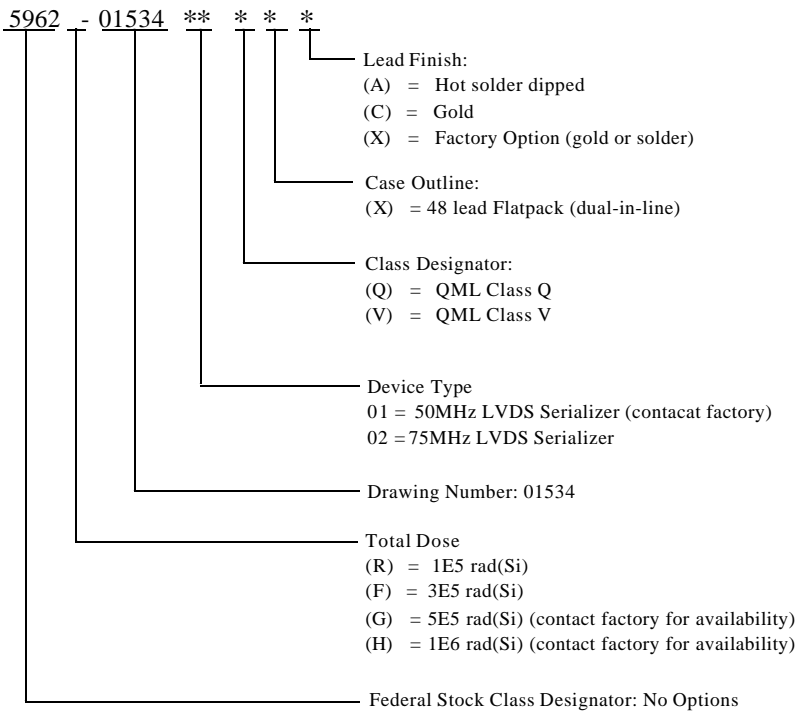 5962 - 01534 ** * * *
Lead Finish:
(A) = Hot solder dipped
(C) = Gold
(X) = Factory Option (gold or solder)
Case Outline:
(X) = 48 lead Flatpack (dual-in-line)
Class Designator:
(Q) = QML Class Q
(V) = QML Class V
Device Type
01 = 50MHz LVDS Serializer (contacat factory)
02 =75MHz LVDS Serializer
Drawing Number: 01534
Total Dose
(R) = 1E5 rad(Si)
(F) = 3E5 rad(Si)
(G) = 5E5 rad(Si) (contact factory for availability)
(H) = 1E6 rad(Si) (contact factory for availability)
Federal Stock Class Designator: No Options